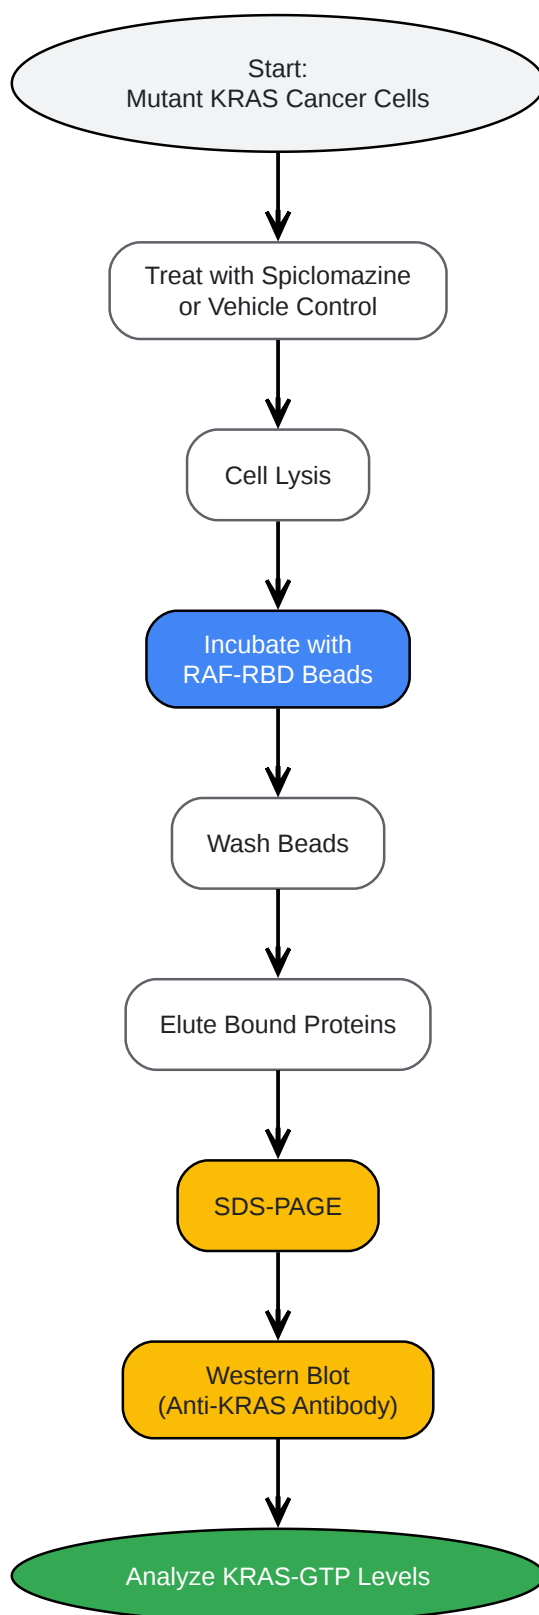 Start:
Mutant KRAS Cancer Cells
Treat with Spiclomazine
or Vehicle Control
Cell Lysis
Incubate with
RAF-RBD Beads
Wash Beads
Elute Bound Proteins
SDS-PAGE
Western Blot
(Anti-KRAS Antibody)
Analyze KRAS-GTP Levels